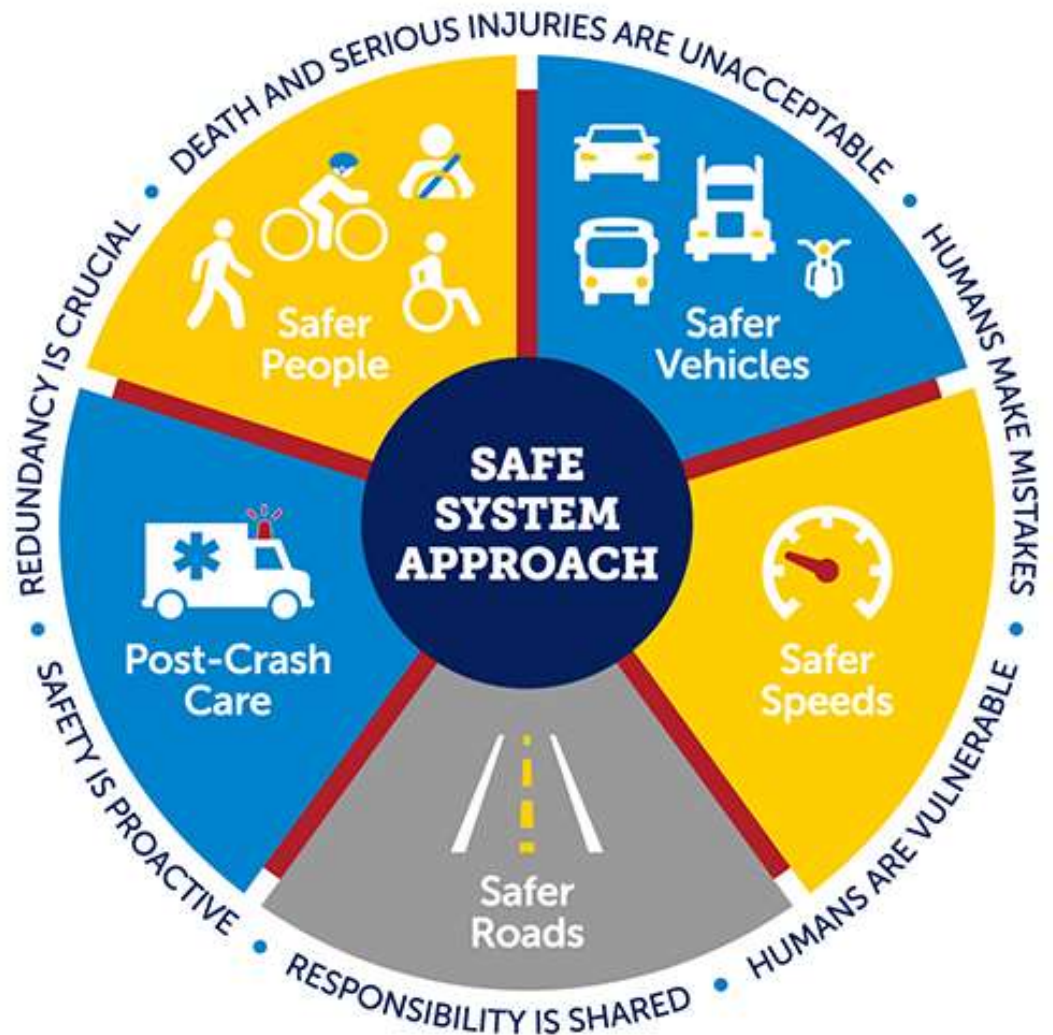 DEATH AND SERIOUS INJURIES ARE UNACCEPTABLE
HUMANS MAKE MISTAKES
HUMANS ARE VULNERABLE
RESPONSIBILITY IS SHARED
SAFETY IS PROACTIVE
REDUNDANCY IS CRUCIAL
Safer
People
Safer
Vehicles
SAFE
SYSTEM
APPROACH
Post-Crash
Care
Safer
Speeds
Safer
Roads